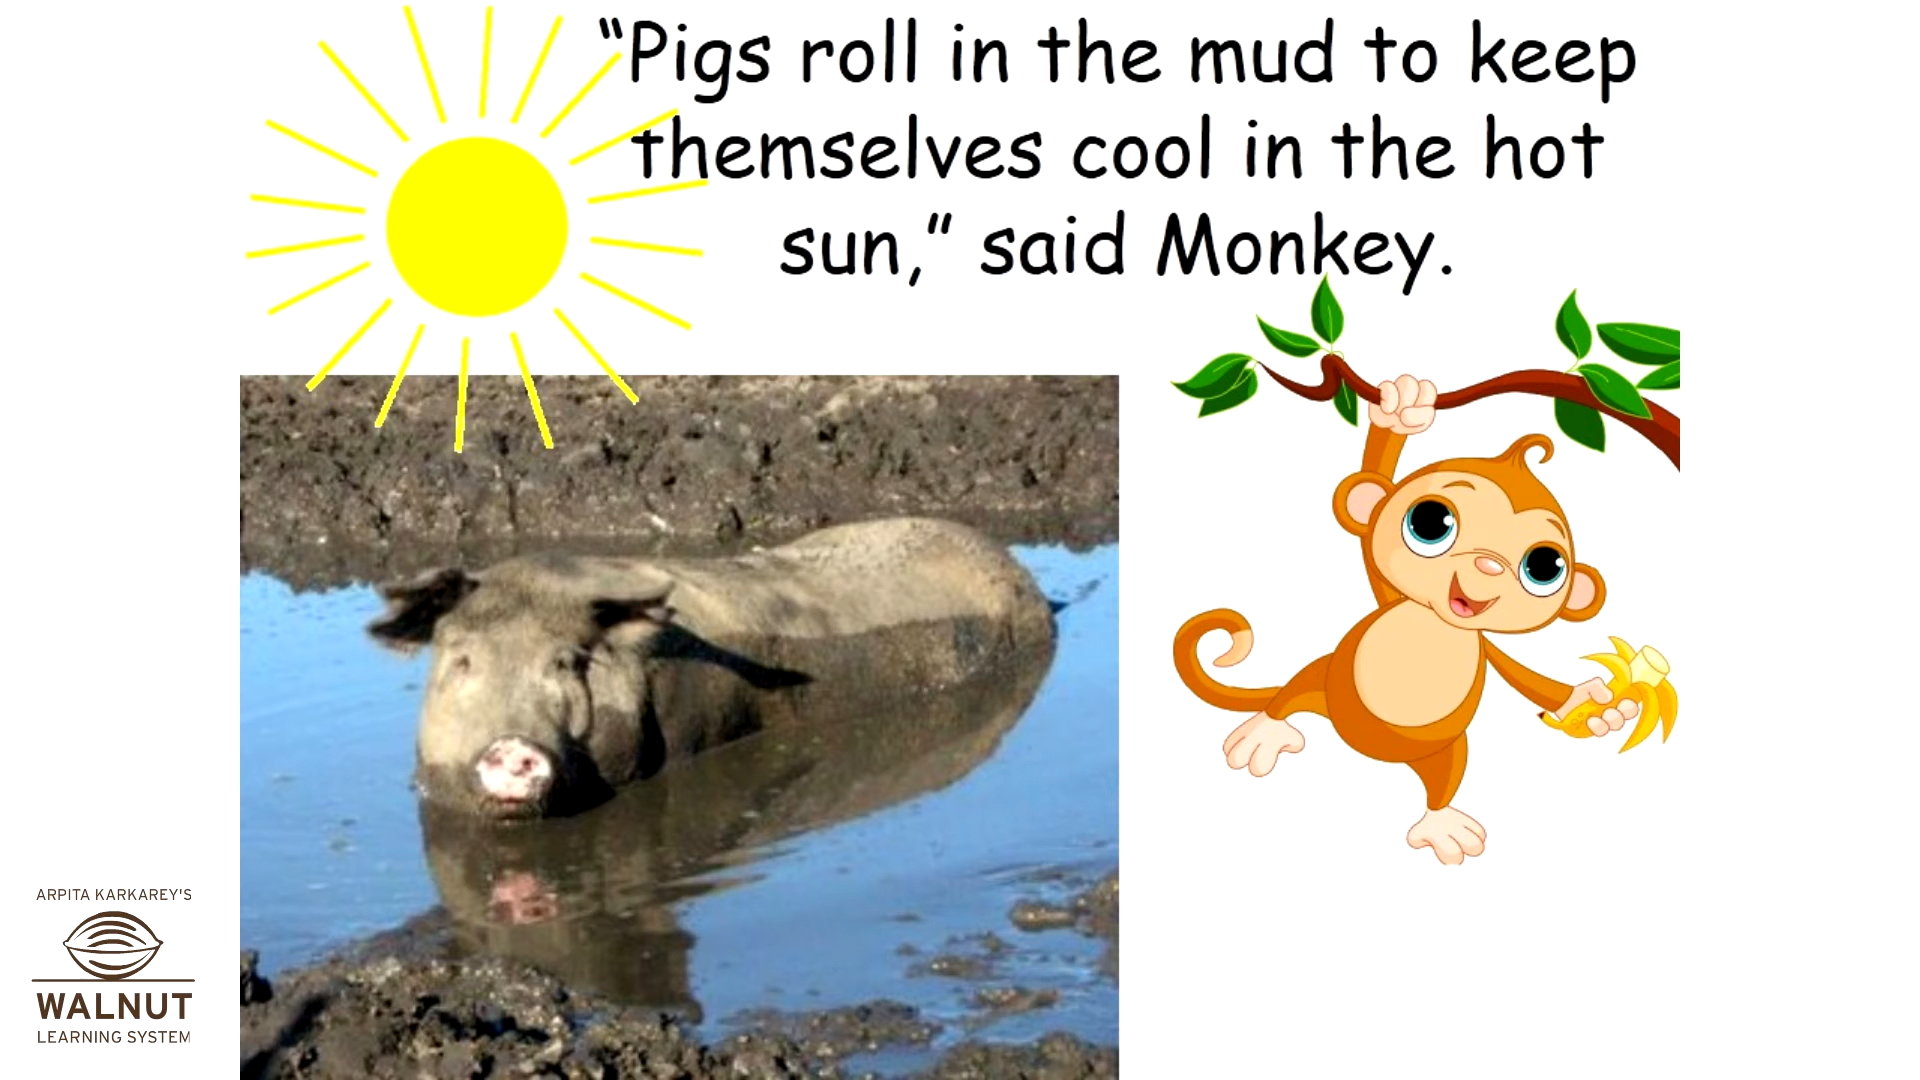 “Pigs roll in the mud to keep
themselves cool in the hot
sun,” said Monkey.
ARPITA KARKAREY'S
WALNUT
LEARNING SYSTEM